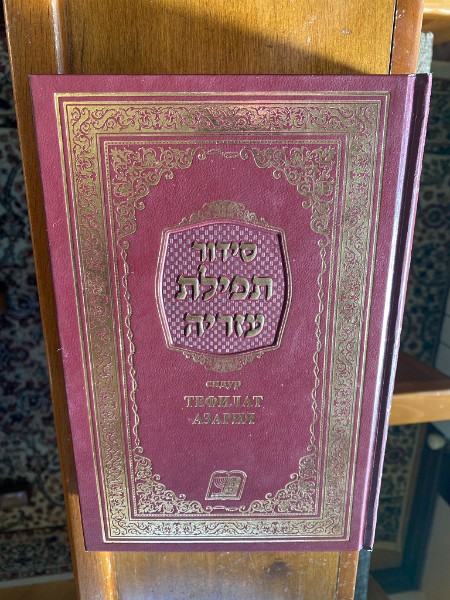 סידור
תפילת
עזריה
сидур
ТЕФИЛАТ
АЗАРИЯ